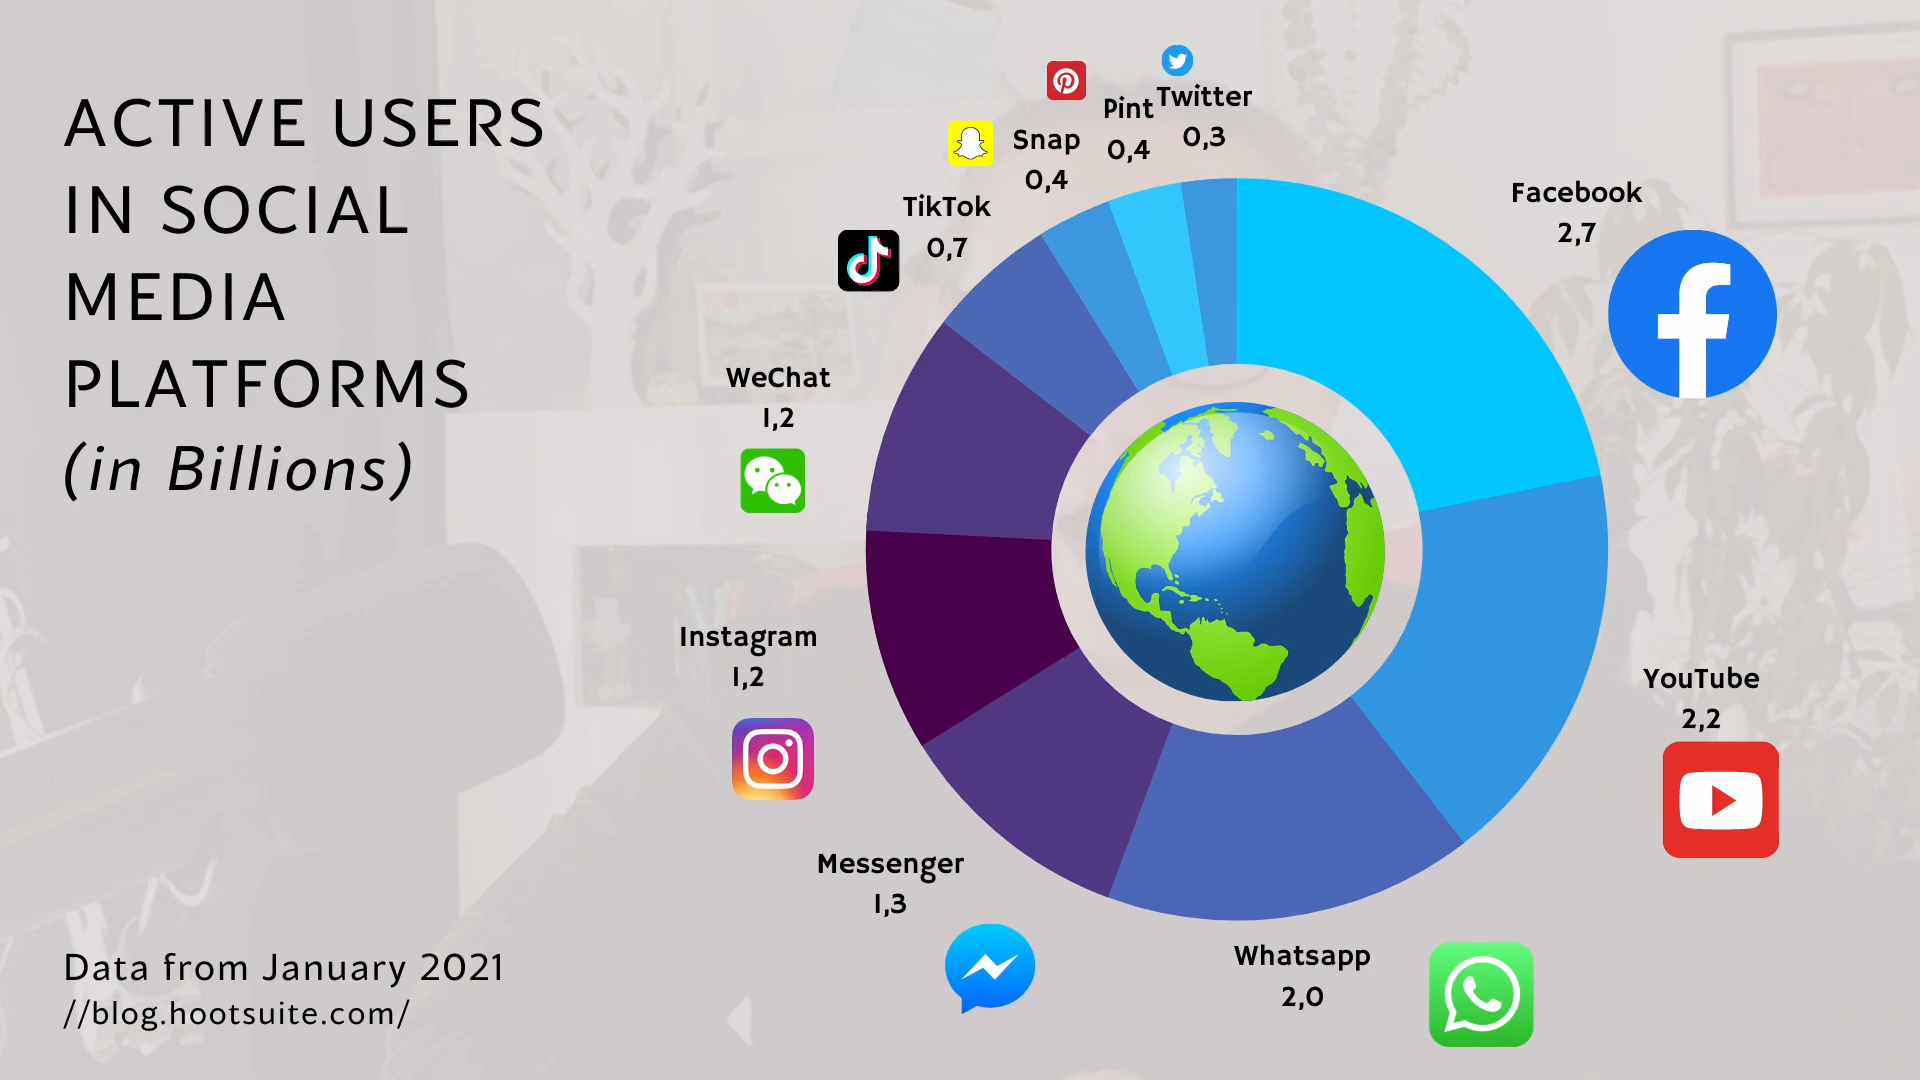 ACTIVE USERS
IN SOCIAL
MEDIA
PLATFORMS
(in Billions)
Twitter
0,3
Pint
0,4
Snap
0,4
TikTok
0,7
WeChat
1,2
Instagram
1,2
Messenger
1,3
Whatsapp
2,0
YouTube
2,2
Facebook
2,7
Data from January 2021
//blog.hootsuite.com/